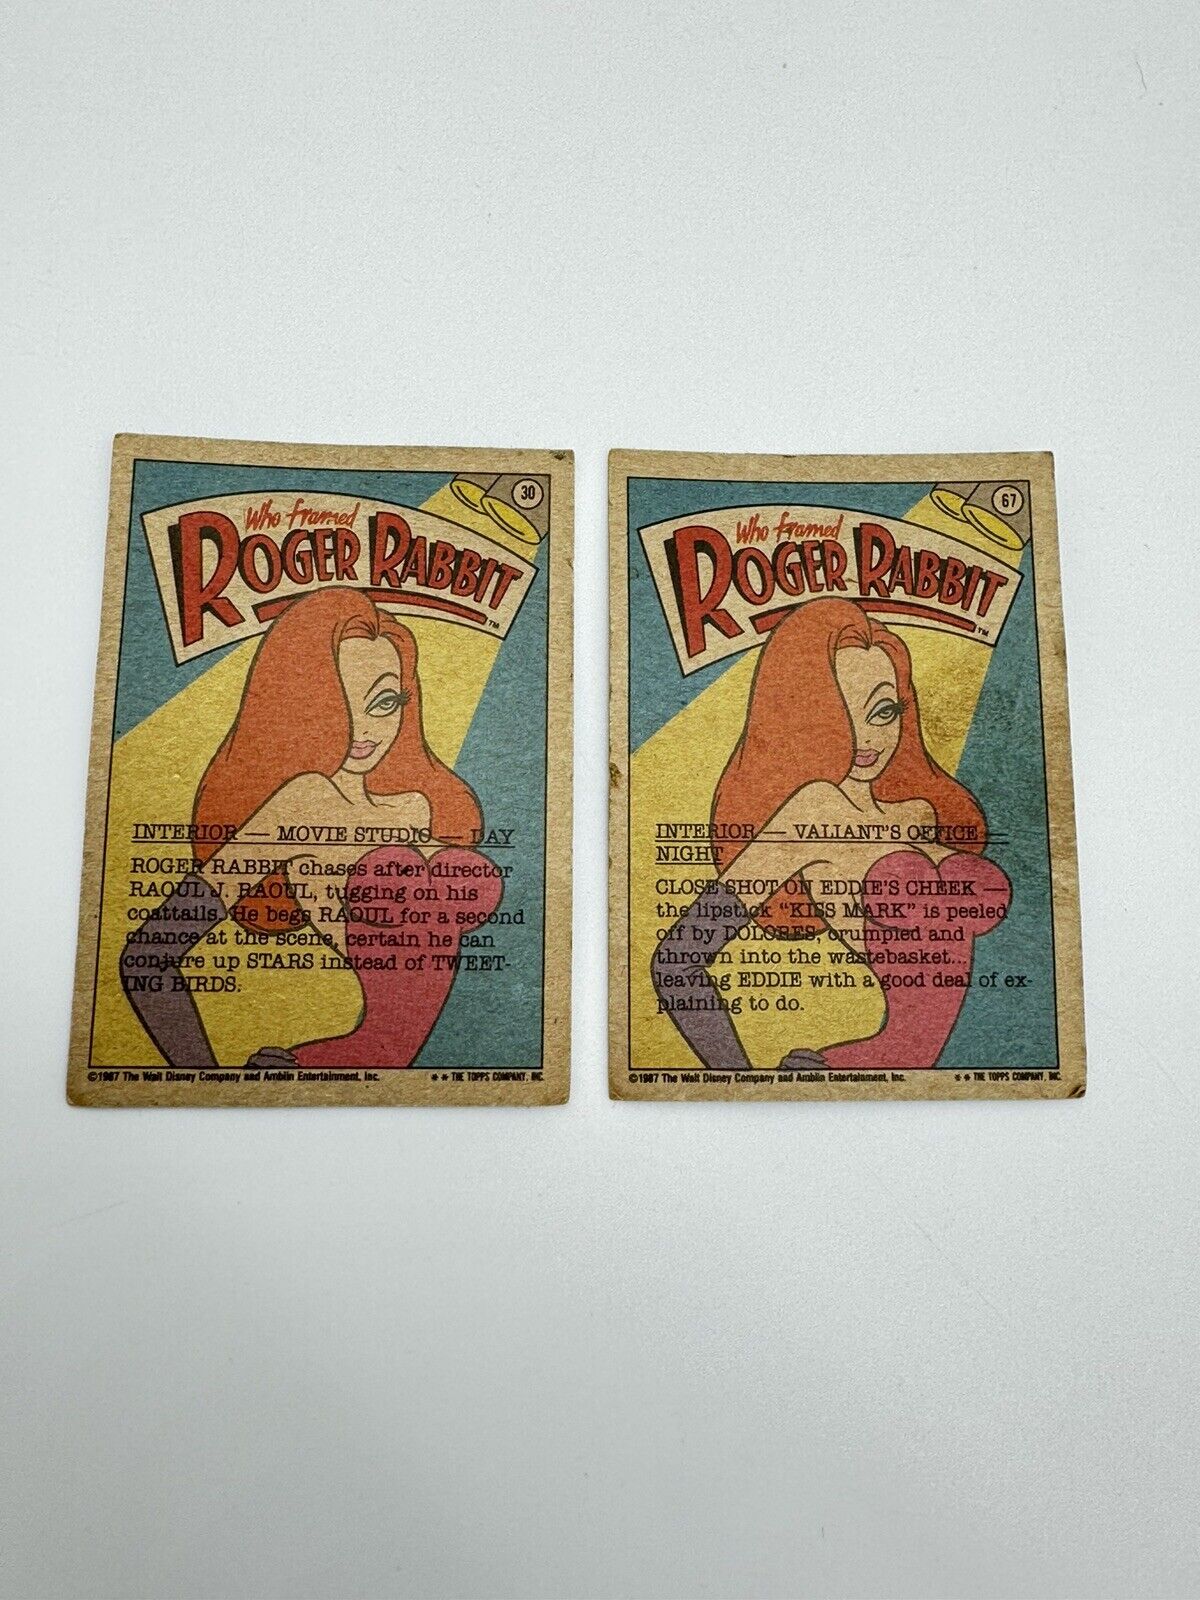 30
Who framed
ROGER RABBIT
TM
INTERIOR — MOVIE STUDIO — DAY
ROGER RABBIT chases after director
RAOUL J. RAOUL, tugging on his
coattails. He begs RAOUL for a second
chance at the scene, certain he can
conjure up STARS instead of TWEET-
ING BIRDS.
©1987 The Walt Disney Company and Amblin Entertainment, Inc.
** THE TOPPS COMPANY, INC.
67
Who framed
ROGER RABBIT
TM
INTERIOR — VALIANT'S OFFICE —
NIGHT
CLOSE SHOT ON EDDIE'S CHEEK —
the lipstick "KISS MARK" is peeled
off by DOLORES, crumpled and
thrown into the wastebasket...
leaving EDDIE with a good deal of ex-
plaining to do.
©1987 The Walt Disney Company and Amblin Entertainment, Inc.
** THE TOPPS COMPANY, INC.